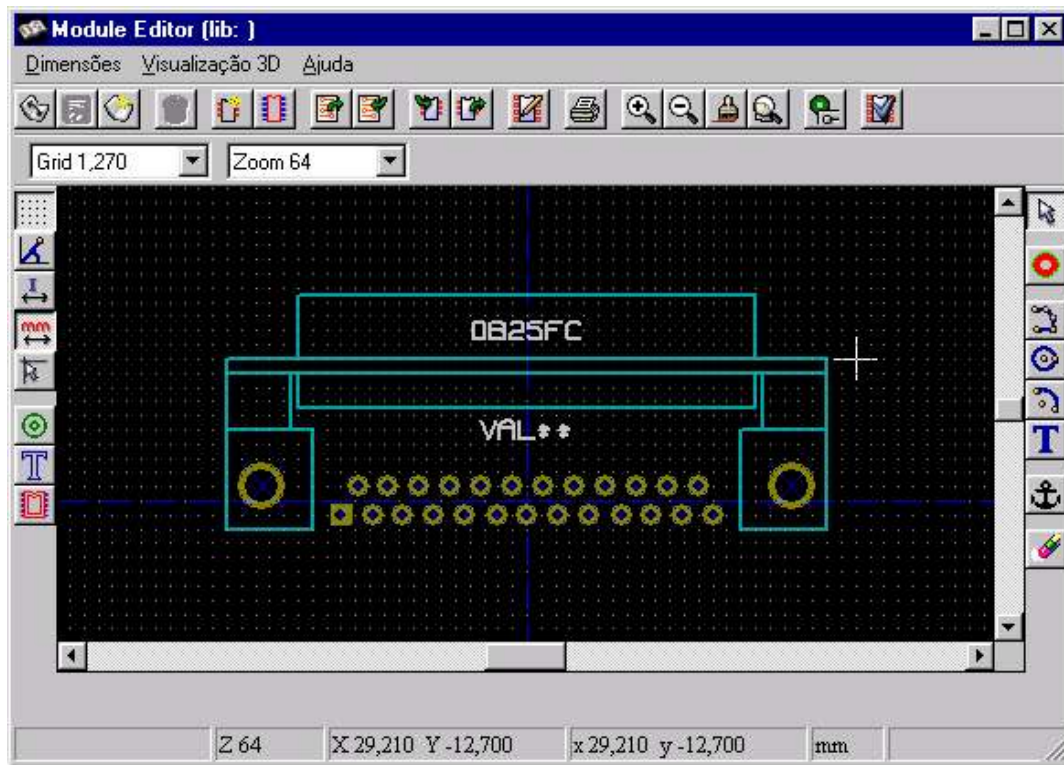 Module Editor (lib: )
Dimensões Visualização 3D Ajuda
Grid 1,270 Zoom 64
mm
DB25FC
VAL**
T
T
Z 64 X 29,210 Y -12,700 x 29,210 y -12,700 mm